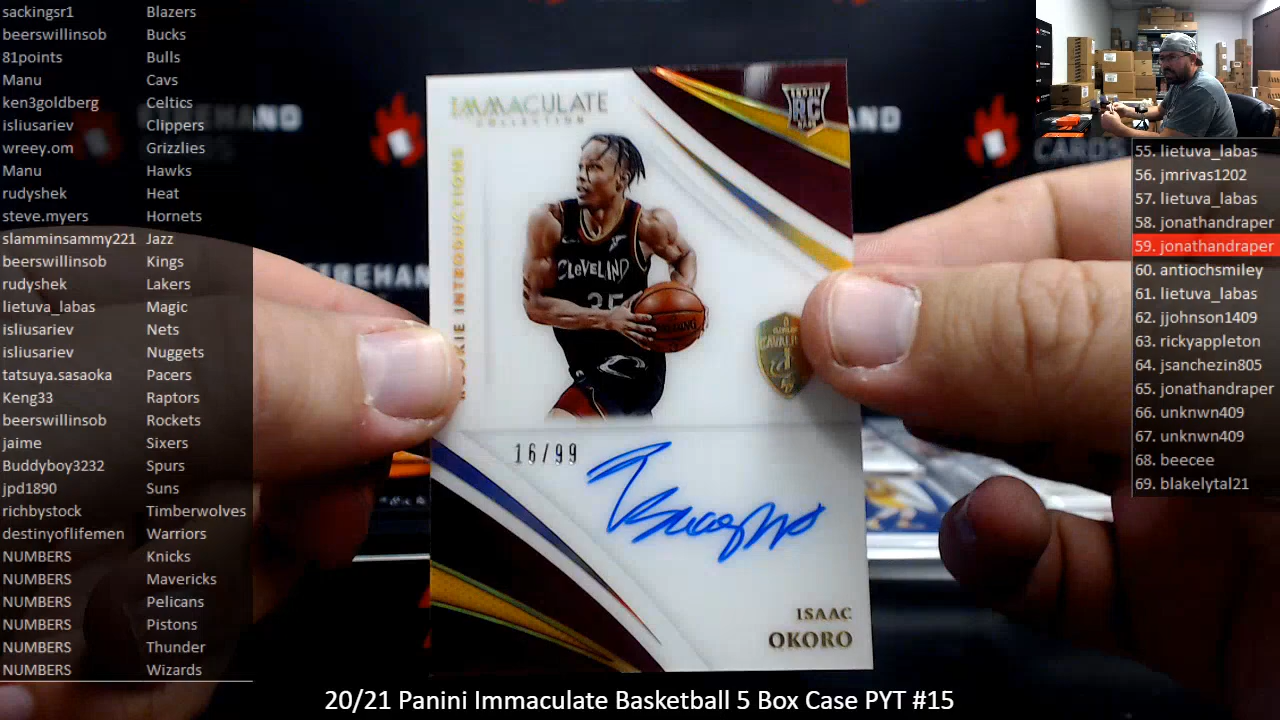 sackingsr1 Blazers
beerswillinsob Bucks
81points Bulls
Manu Cavs
ken3goldberg Celtics
isliusariev Clippers
wreey.om Grizzlies
Manu Hawks
rudyshek Heat
steve.myers Hornets
slamminsammy221 Jazz
beerswillinsob Kings
rudyshek Lakers
lietuva_labas Magic
isliusariev Nets
isliusariev Nuggets
tatsuya.sasaoka Pacers
Keng33 Raptors
beerswillinsob Rockets
jaime Sixers
Buddyboy3232 Spurs
jpd1890 Suns
richbystock Timberwolves
destinyoflifemen Warriors
NUMBERS Knicks
NUMBERS Mavericks
NUMBERS Pelicans
NUMBERS Pistons
NUMBERS Thunder
NUMBERS Wizards
IMMACULATE
COLLECTION
RC
ROOKIE INTRODUCTIONS
CLEVELAND
35
CAVALIERS
16/99
ISAAC
OKORO
55. lietuva_labas
56. jmrivas1202
57. lietuva_labas
58. jonathandraper
59. jonathandraper
60. antiochsmiley
61. lietuva_labas
62. jjohnson1409
63. rickyappleton
64. jsanchezin805
65. jonathandraper
66. unknwn409
67. unknwn409
68. beecee
69. blakelytal21
CARDS
20/21 Panini Immaculate Basketball 5 Box Case PYT #15